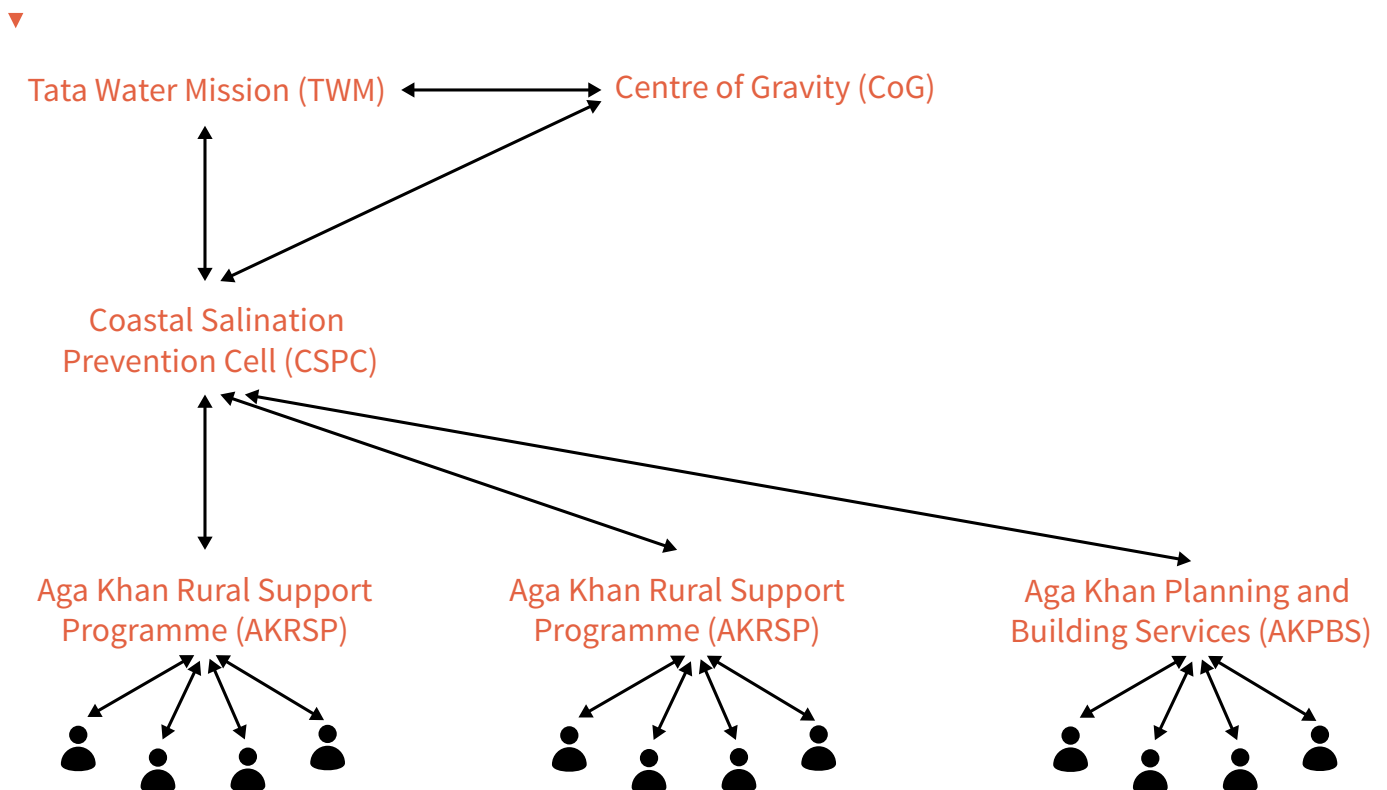 Tata Water Mission (TWM)
Centre of Gravity (CoG)
Coastal Salination
Prevention Cell (CSPC)
Aga Khan Rural Support
Programme (AKRSP)
Aga Khan Rural Support
Programme (AKRSP)
Aga Khan Planning and
Building Services (AKPBS)